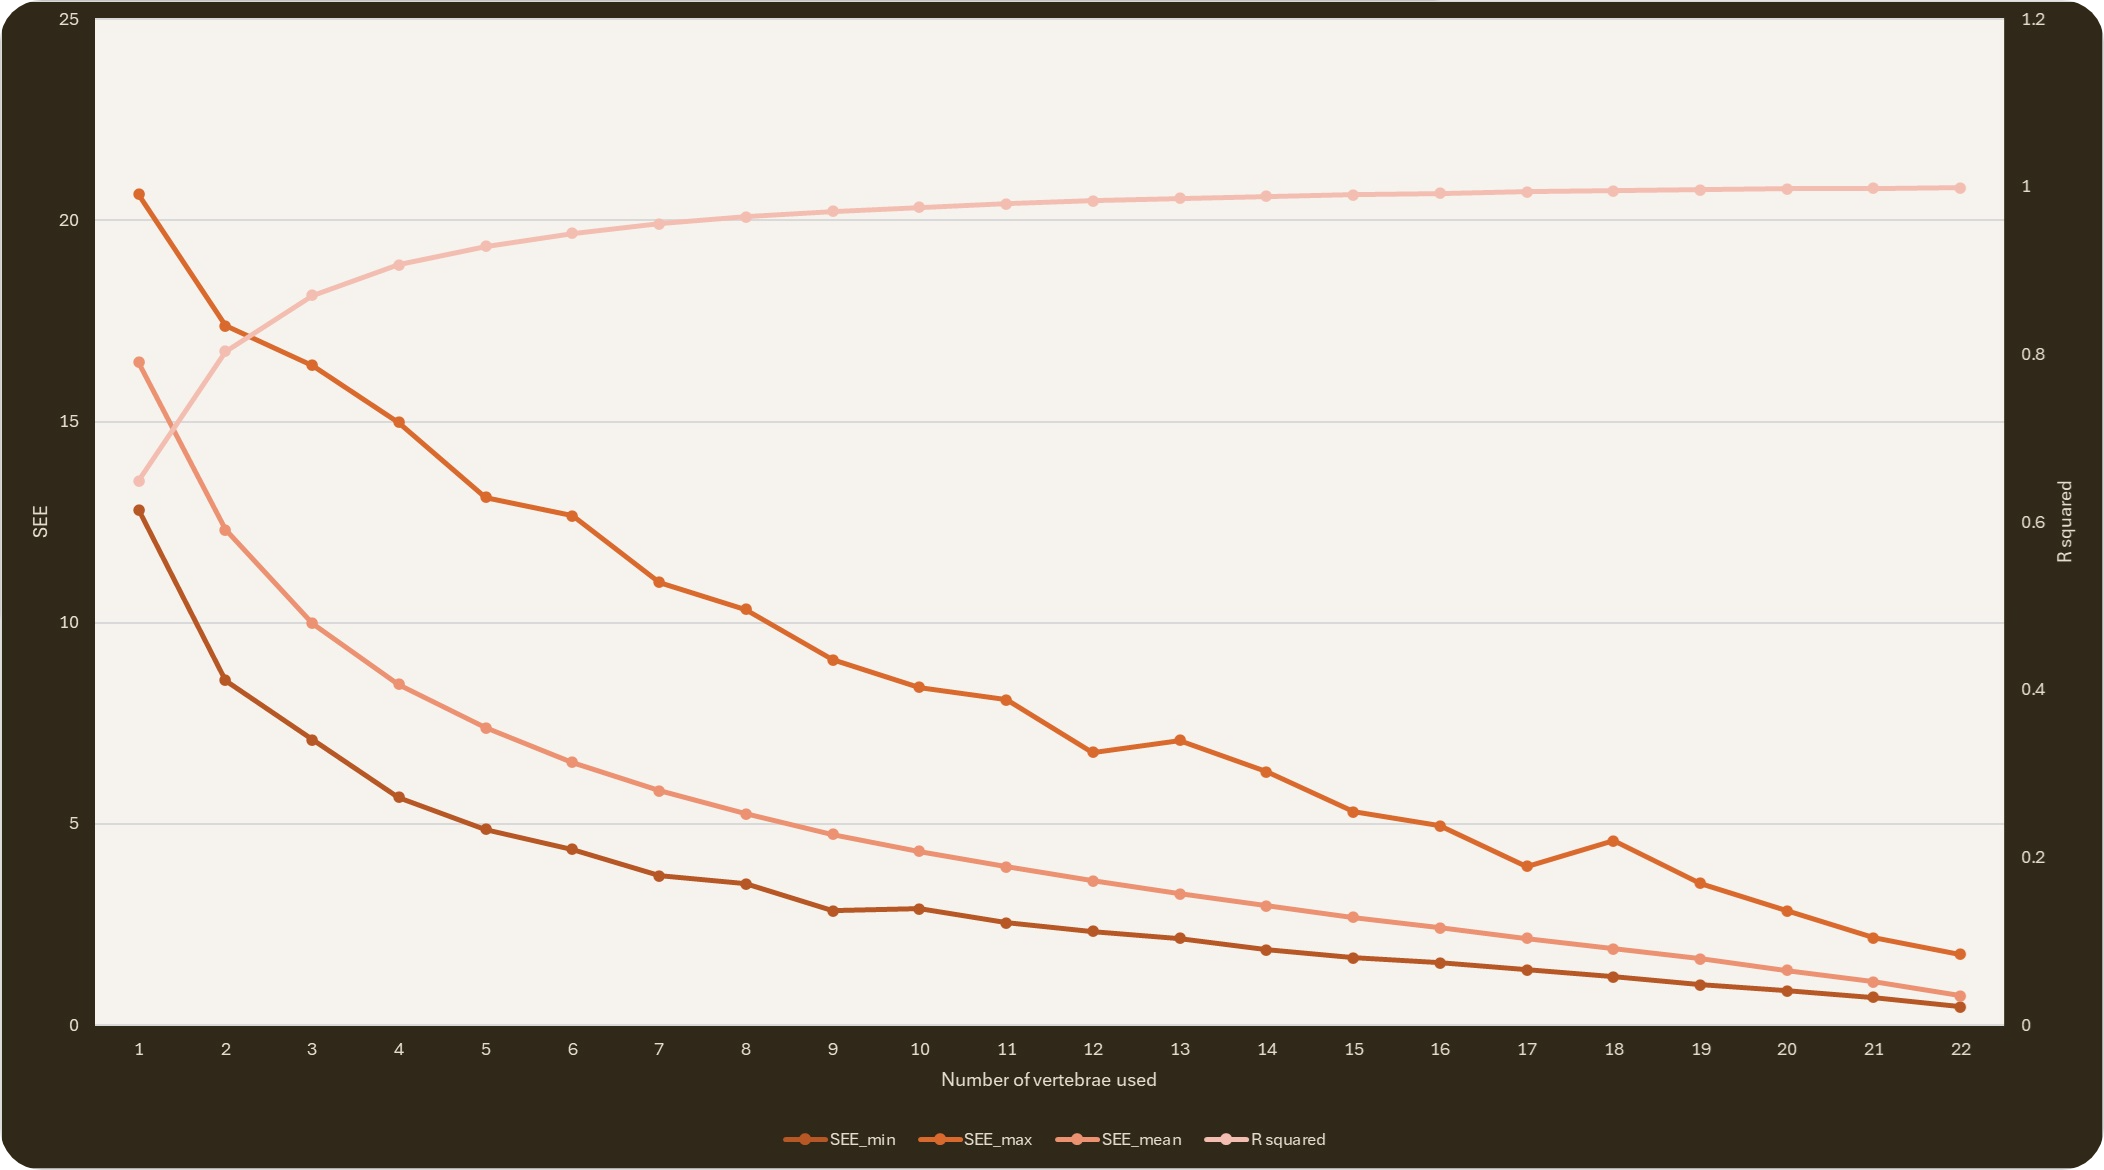 25
20
15
10
5
0
SEE
1.2
1
0.8
0.6
0.4
0.2
0
R squared
1 2 3 4 5 6 7 8 9 10 11 12 13 14 15 16 17 18 19 20 21 22
Number of vertebrae used
SEE_min SEE_max SEE_mean R squared